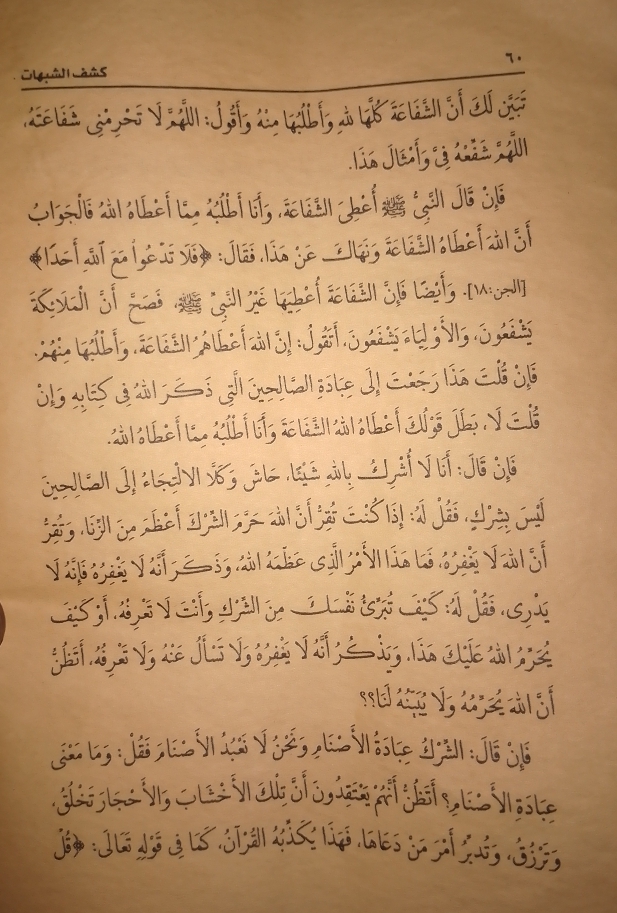 ٦٠
كشف الشبهات
تَبَيَّن لَكَ أَنَّ الشَّفَاعَةَ كُلَّهَا للهِ وَأَطْلُبُهَا مِنْهُ وَأَقُولُ: اللَّهُمَّ لَا تَحْرِمْنِى شَفَاعَتَهُ،
اللَّهُمَّ شَفِّعْهُ فِىَّ وَأَمْثَالَ هَذَا.
فَإِنْ قَالَ النَّبِىُّ ﷺ أُعْطِىَ الشَّفَاعَةَ، وَأَنَا أَطْلُبُهُ مِمَّا أَعْطَاهُ اللهُ فَالْجَوَابُ
أَنَّ اللهَ أَعْطَاهُ الشَّفَاعَةَ وَنَهَاكَ عَنْ هَذَا، فَقَالَ: ﴿فَلَا تَدْعُواْ مَعَ ٱللَّهِ أَحَدًا﴾
[الجن:١٨]. وَأَيْضًا فَإِنَّ الشَّفَاعَةَ أُعْطِيَهَا غَيْرُ النَّبِىِّ ﷺ، فَصَحَّ أَنَّ الْمَلَائِكَةَ
يَشْفَعُونَ، وَالأَوْلِيَاءَ يَشْفَعُونَ، أَتَقُولُ: إِنَّ اللهَ أَعْطَاهُمُ الشَّفَاعَةَ، وَأَطْلُبُهَا مِنْهُمْ.
فَإِنْ قُلْتَ هَذَا رَجَعْتَ إِلَى عِبَادَةِ الصَّالِحِينَ الَّتِى ذَكَرَ اللهُ فِى كِتَابِهِ وَإِنْ
قُلْتَ لَا، بَطَلَ قَوْلُكَ أَعْطَاهُ اللهُ الشَّفَاعَةَ وَأَنَا أَطْلُبُهُ مِمَّا أَعْطَاهُ اللهُ.
فَإِنْ قَالَ: أَنَا لَا أُشْرِكُ بِاللهِ شَيْئًا، حَاشَ وَكَلَّا الالْتِجَاءُ إِلَى الصَّالِحِينَ
لَيْسَ بِشِرْكٍ، فَقُلْ لَهُ: إِذَا كُنْتَ تُقِرُّ أَنَّ اللهَ حَرَّمَ الشِّرْكَ أَعْظَمَ مِنَ الزِّنَا، وَتُقِرُّ
أَنَّ اللهَ لَا يَغْفِرُهُ، فَمَا هَذَا الأَمْرُ الَّذِى عَظَّمَهُ اللهُ، وَذَكَرَ أَنَّهُ لَا يَغْفِرُهُ فَإِنَّهُ لَا
يَدْرِى، فَقُلْ لَهُ: كَيْفَ تُبَرِّئُ نَفْسَكَ مِنَ الشِّرْكِ وَأَنْتَ لَا تَعْرِفُهُ، أَوْ كَيْفَ
يُحَرِّمُ اللهُ عَلَيْكَ هَذَا، وَيَذْكُرُ أَنَّهُ لَا يَغْفِرُهُ وَلَا تَسْأَلُ عَنْهُ وَلَا تَعْرِفُهُ، أَتَظُنُّ
أَنَّ اللهَ يُحَرِّمُهُ وَلَا يُبَيِّنُهُ لَنَا؟؟
فَإِنْ قَالَ: الشِّرْكُ عِبَادَةُ الأَصْنَامِ وَنَحْنُ لَا نَعْبُدُ الأَصْنَامَ فَقُلْ: وَمَا مَعْنَى
عِبَادَةِ الأَصْنَامِ؟ أَتَظُنُّ أَنَّهُمْ يَعْتَقِدُونَ أَنَّ تِلْكَ الأَخْشَابَ وَالأَحْجَارَ تَخْلُقُ،
وَتَرْزُقُ، وَتُدَبِّرُ أَمْرَ مَنْ دَعَاهَا، فَهَذَا يُكَذِّبُهُ الْقُرْآنُ، كَمَا فِى قَوْلِهِ تَعَالَى: ﴿قُلْ